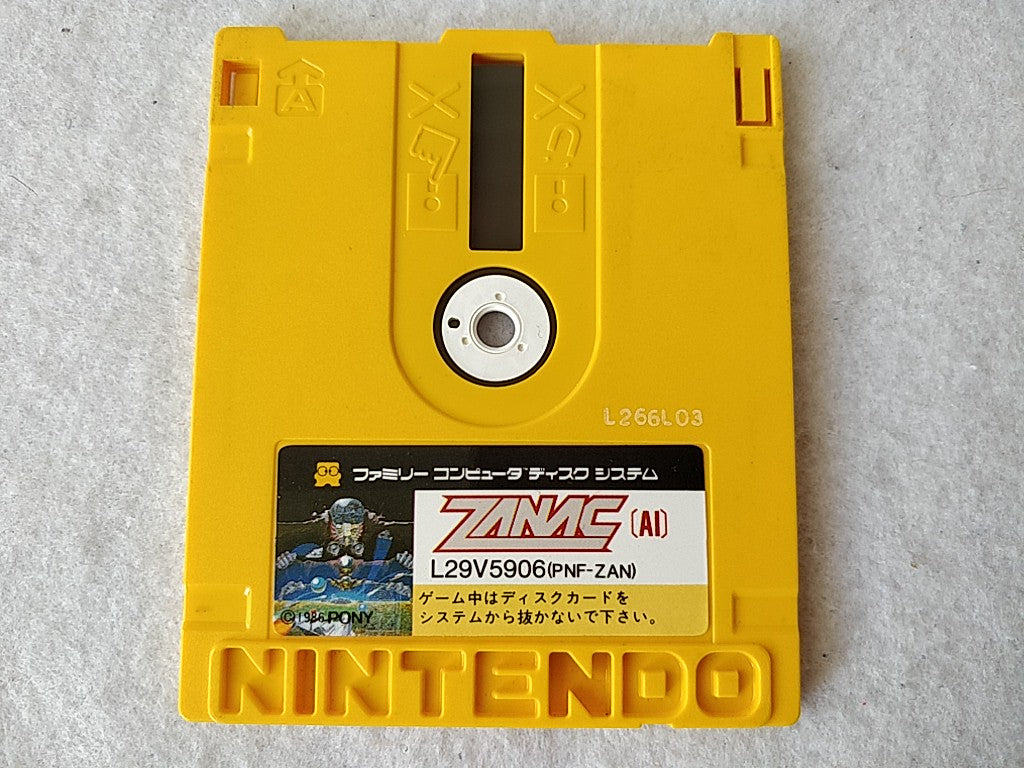 A
L266L03
ファミリー コンピュータ ディスク システム
ZANAC [AI]
L29V5906(PNF-ZAN)
ゲーム中はディスクカードを
システムから抜かないで下さい。
©1986 PONY
NINTENDO